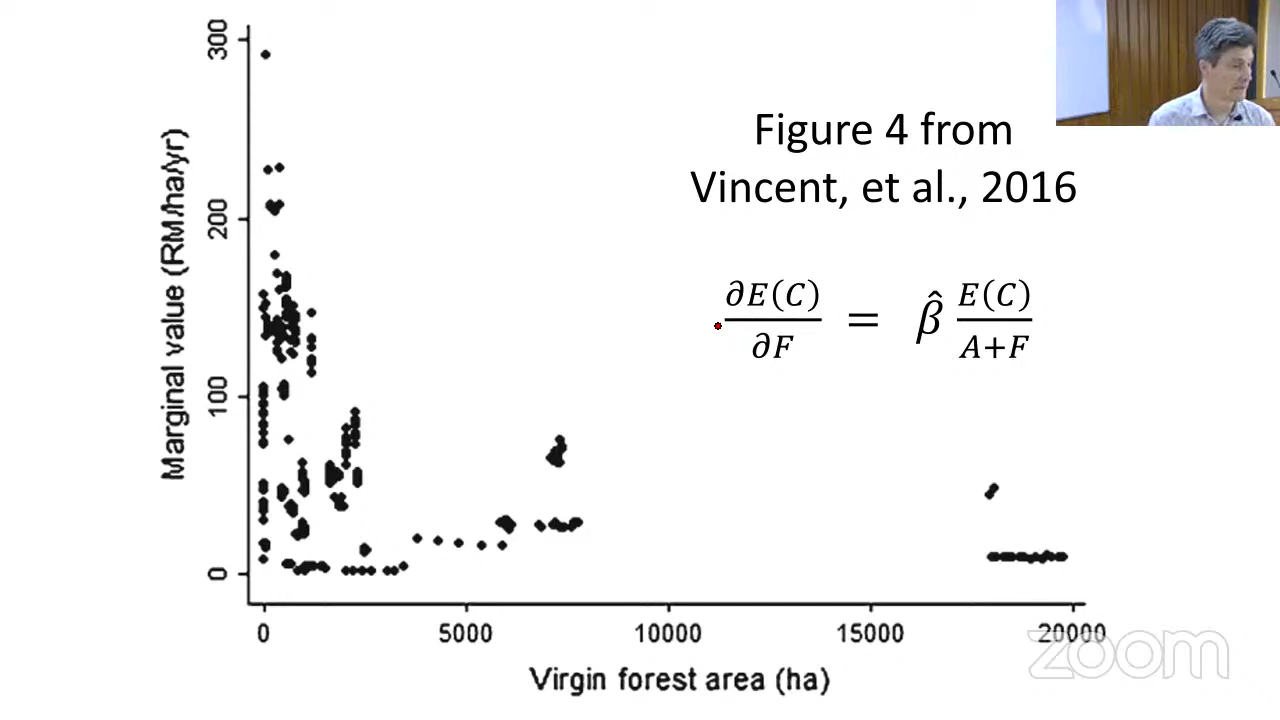 Figure 4 from
Vincent, et al., 2016
∂E(C)/∂F = β̂ E(C)/A+F
Marginal value (RM/ha/yr)
300
200
100
0
0 5000 10000 15000 20000
Virgin forest area (ha)
zoom